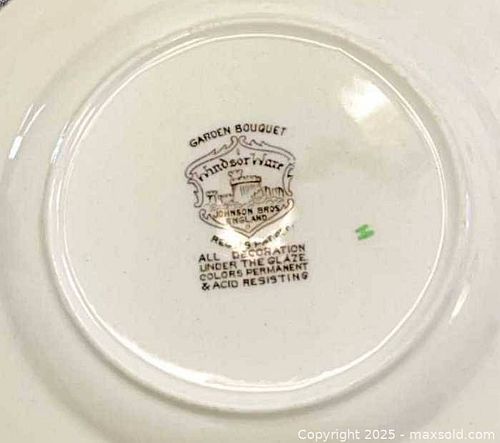 GARDEN BOUQUET
Windsor Ware
JOHNSON BROS
ENGLAND
ALL DECORATION
UNDER THE GLAZE
COLORS PERMANENT
& ACID RESISTING
H
Copyright 2025 - maxsold.com